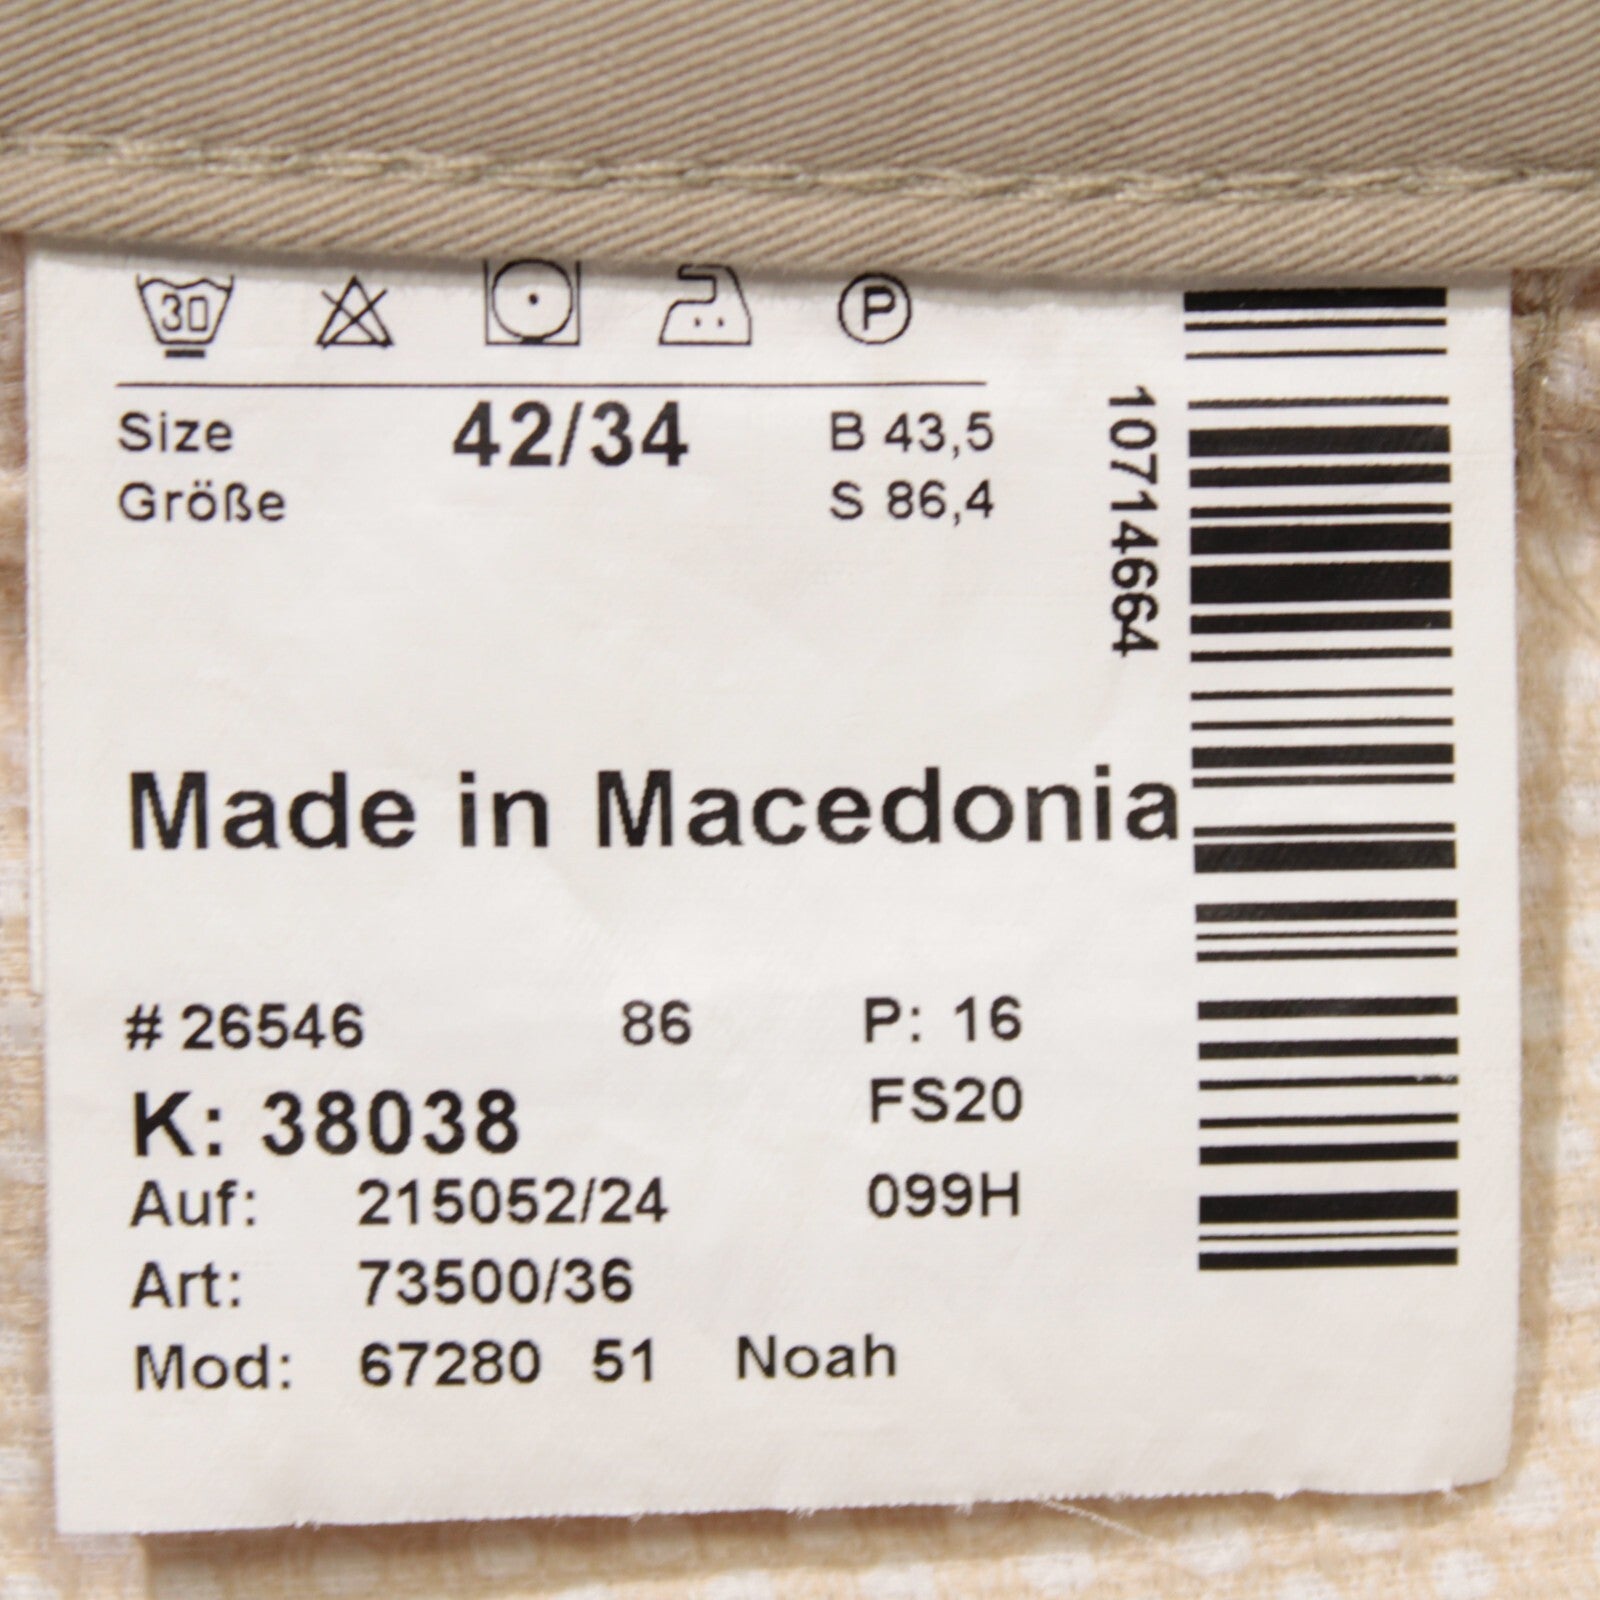 30
P
Size 42/34 B 43,5
Größe S 86,4
10714664
Made in Macedonia
# 26546 86 P: 16
K: 38038 FS20
Auf: 215052/24 099H
Art: 73500/36
Mod: 67280 51 Noah